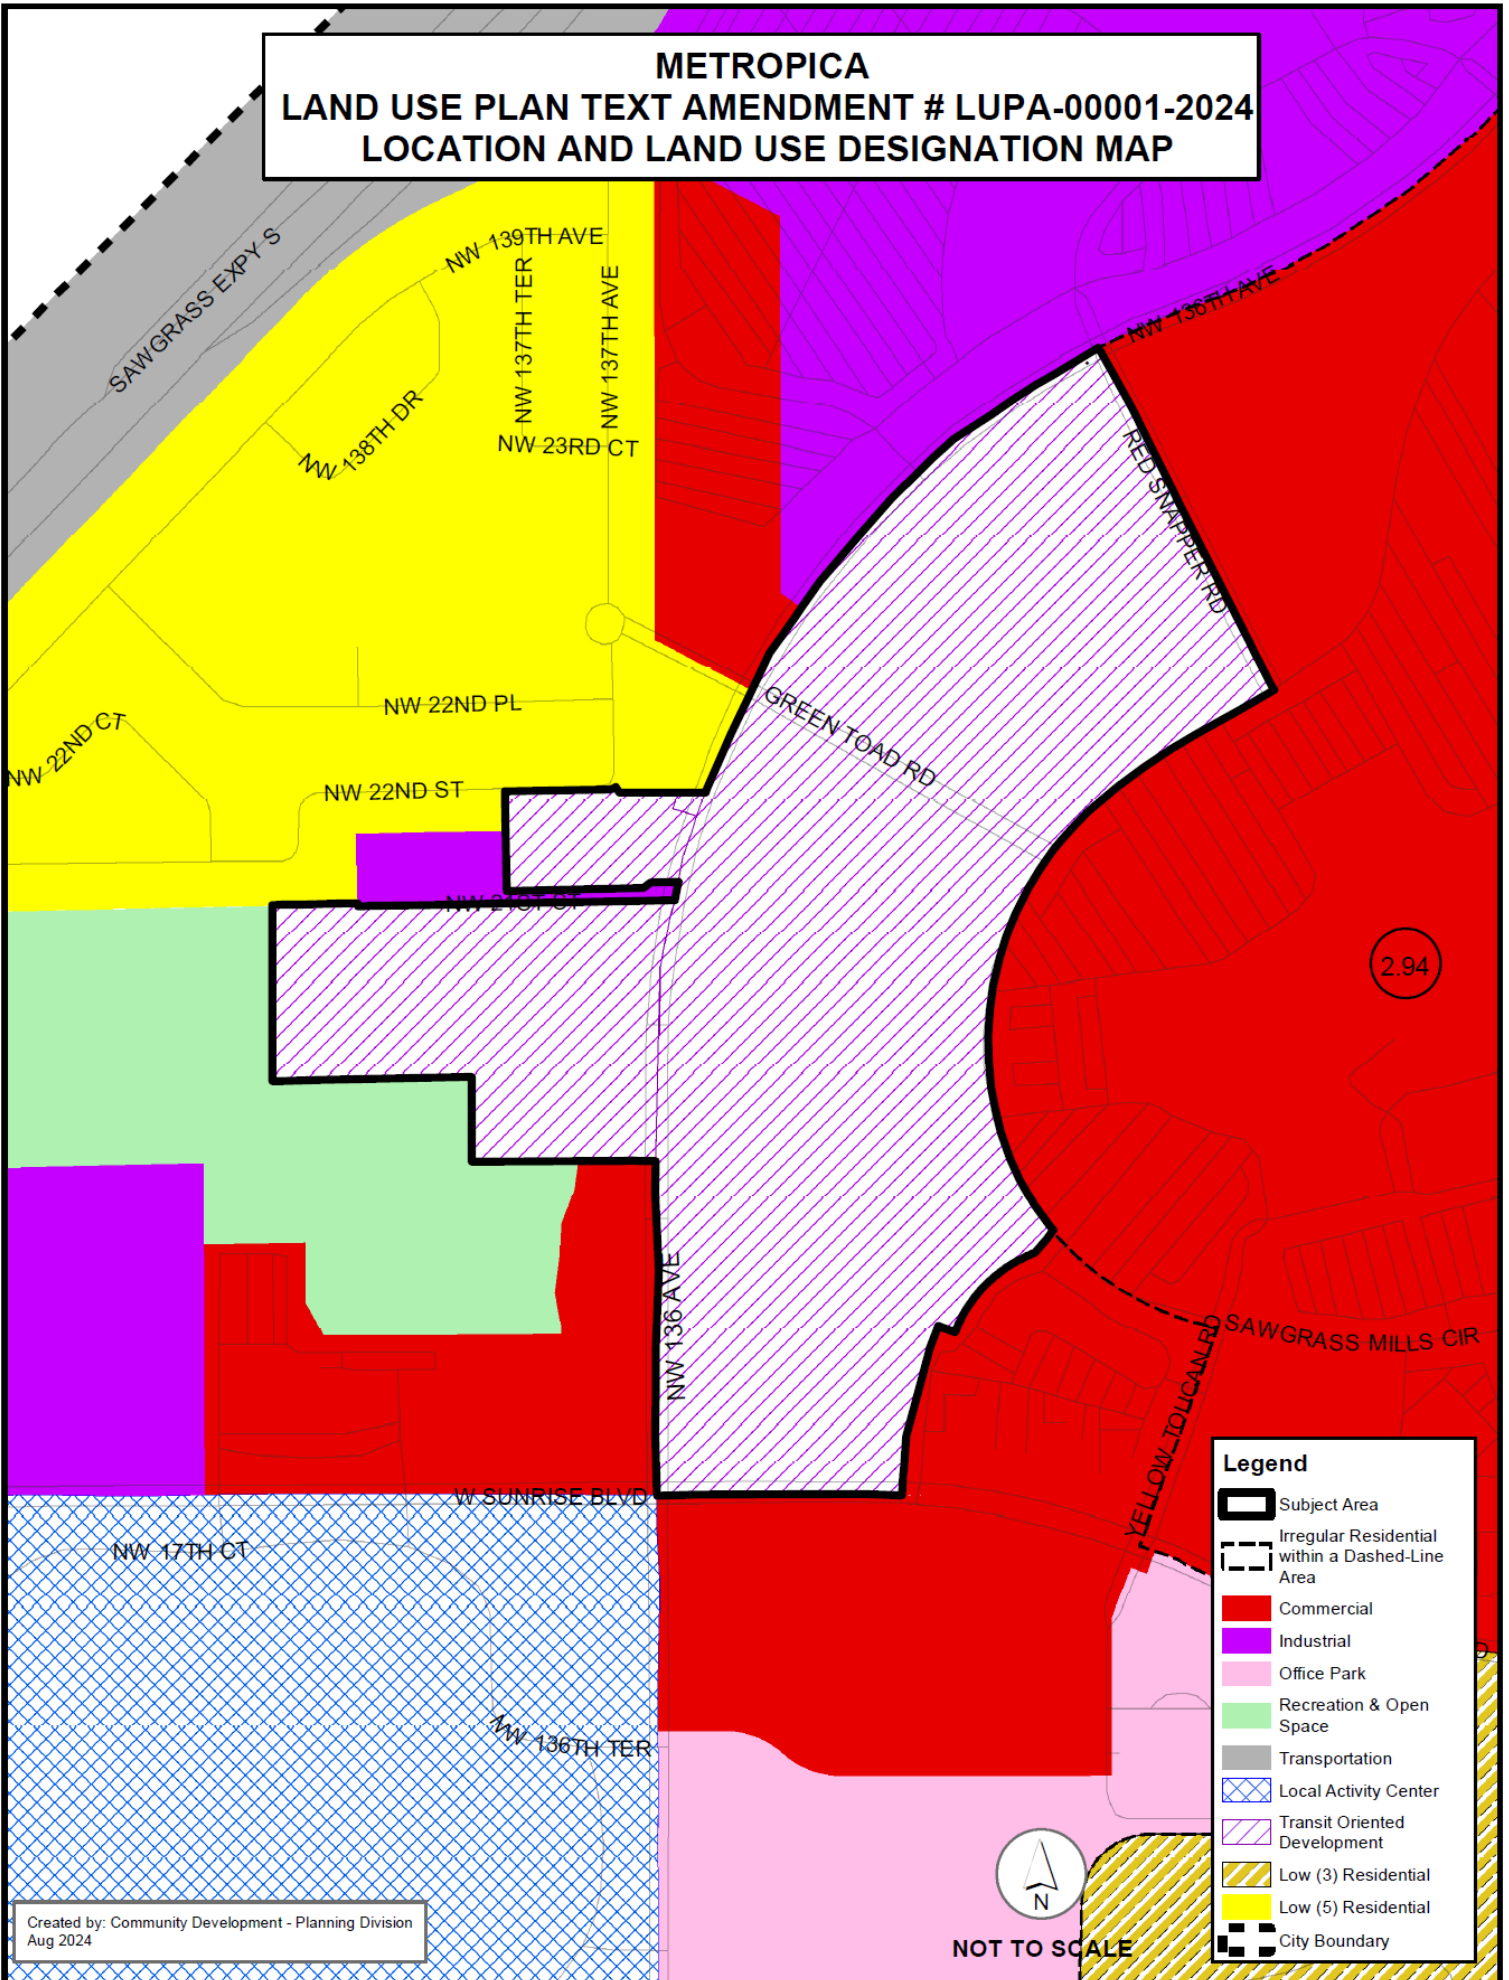 METROPICA
LAND USE PLAN TEXT AMENDMENT # LUPA-00001-2024
LOCATION AND LAND USE DESIGNATION MAP
SAWGRASS EXPY S
NW 139TH AVE
NW 137TH TER
NW 137TH AVE
NW 136TH AVE
NW 138TH DR
NW 23RD CT
RED SNAPPER RD
GREEN TOAD RD
NW 22ND PL
NW 22ND CT
NW 22ND ST
NW 21ST ST
2.94
NW 136 AVE
SAWGRASS MILLS CIR
YELLOW TOUCAN RD
W SUNRISE BLVD
NW 17TH CT
NW 136TH TER
Legend
Subject Area
Irregular Residential
within a Dashed-Line
Area
Commercial
Industrial
Office Park
Recreation & Open
Space
Transportation
Local Activity Center
Transit Oriented
Development
Low (3) Residential
Low (5) Residential
City Boundary
N
NOT TO SCALE
Created by: Community Development - Planning Division
Aug 2024